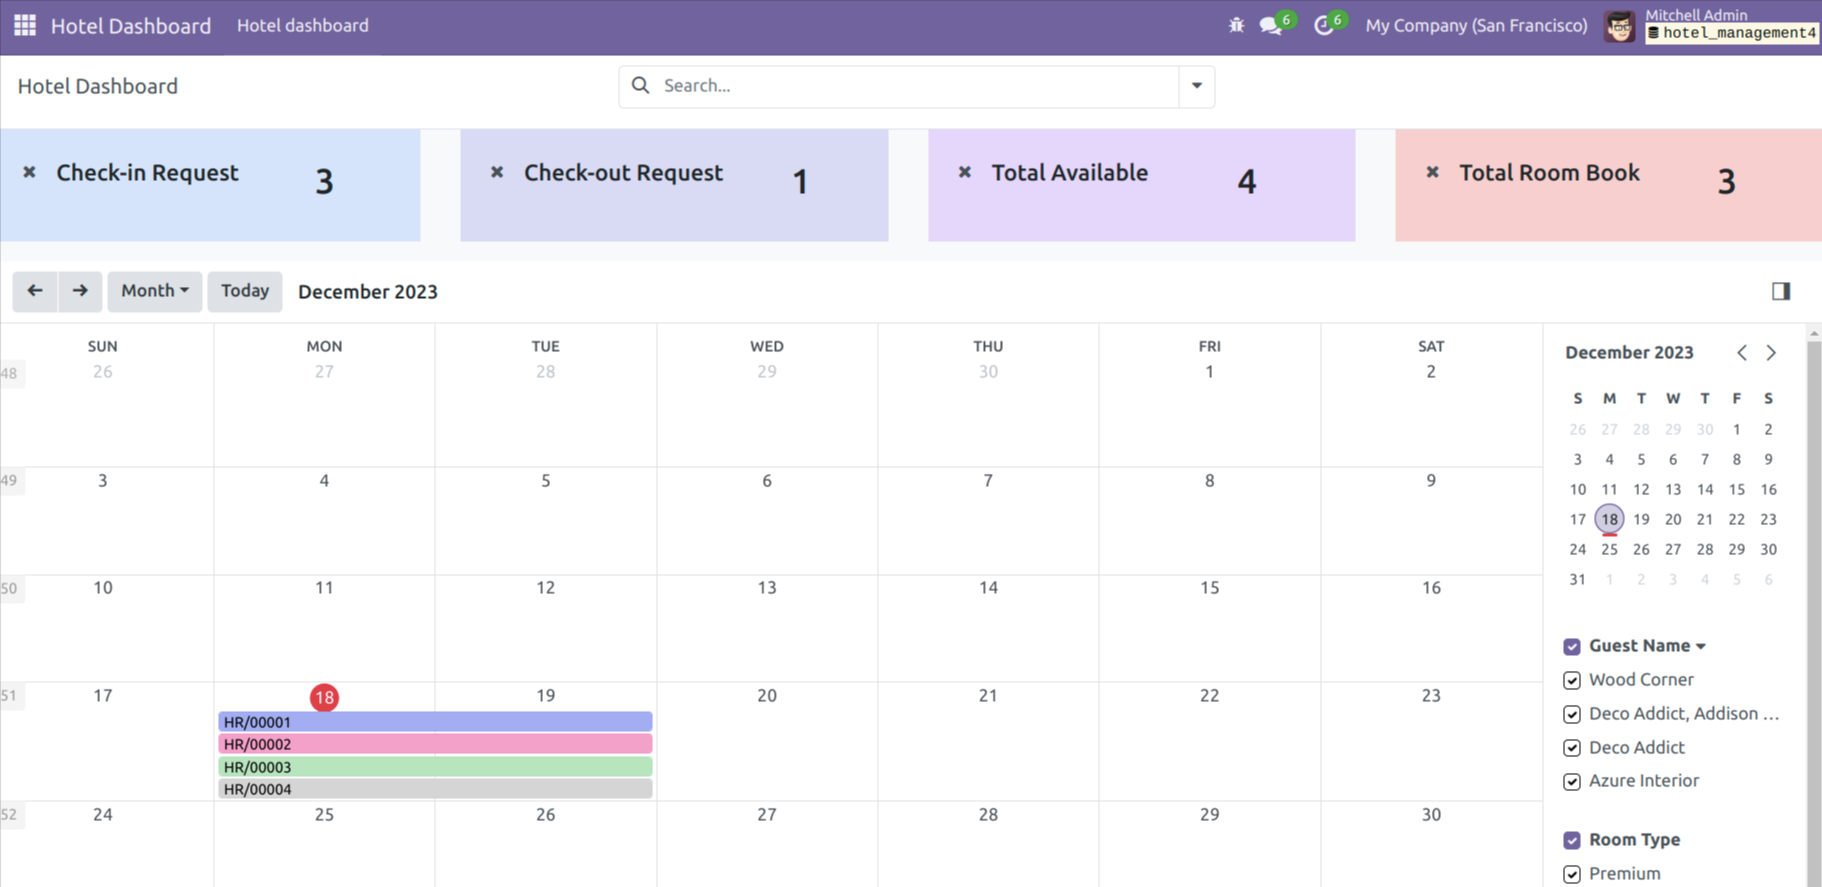 Hotel Dashboard Hotel dashboard 6 6 My Company (San Francisco) Mitchell Admin
hotel_management4
Hotel Dashboard Search...
Check-in Request 3 Check-out Request 1 Total Available 4 Total Room Book 3
Month Today December 2023
SUN MON TUE WED THU FRI SAT
48 26 27 28 29 30 1 2
49 3 4 5 6 7 8 9
50 10 11 12 13 14 15 16
51 17 18 19 20 21 22 23
HR/00001
HR/00002
HR/00003
HR/00004
52 24 25 26 27 28 29 30
December 2023
S M T W T F S
26 27 28 29 30 1 2
3 4 5 6 7 8 9
10 11 12 13 14 15 16
17 18 19 20 21 22 23
24 25 26 27 28 29 30
31 1 2 3 4 5 6
Guest Name
Wood Corner
Deco Addict, Addison ...
Deco Addict
Azure Interior
Room Type
Premium